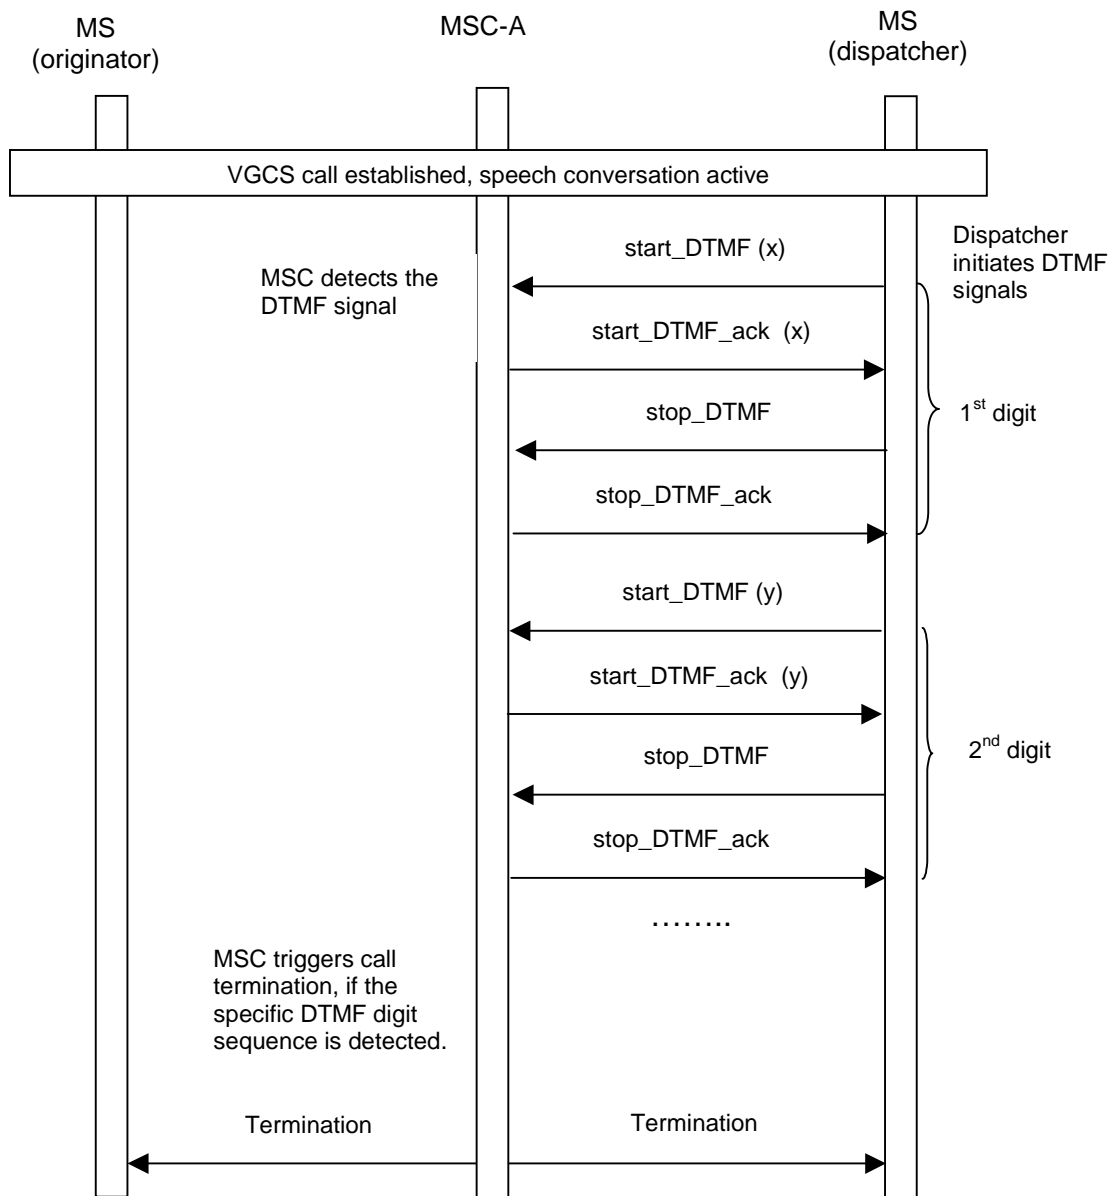 MS
(originator)
MSC-A
MS
(dispatcher)
VGCS call established, speech conversation active
start_DTMF (x)
Dispatcher
initiates DTMF
signals
MSC detects the
DTMF signal
start_DTMF_ack (x)
stop_DTMF
1st digit
stop_DTMF_ack
start_DTMF (y)
start_DTMF_ack (y)
stop_DTMF
2nd digit
stop_DTMF_ack
........
MSC triggers call
termination, if the
specific DTMF digit
sequence is detected.
Termination
Termination